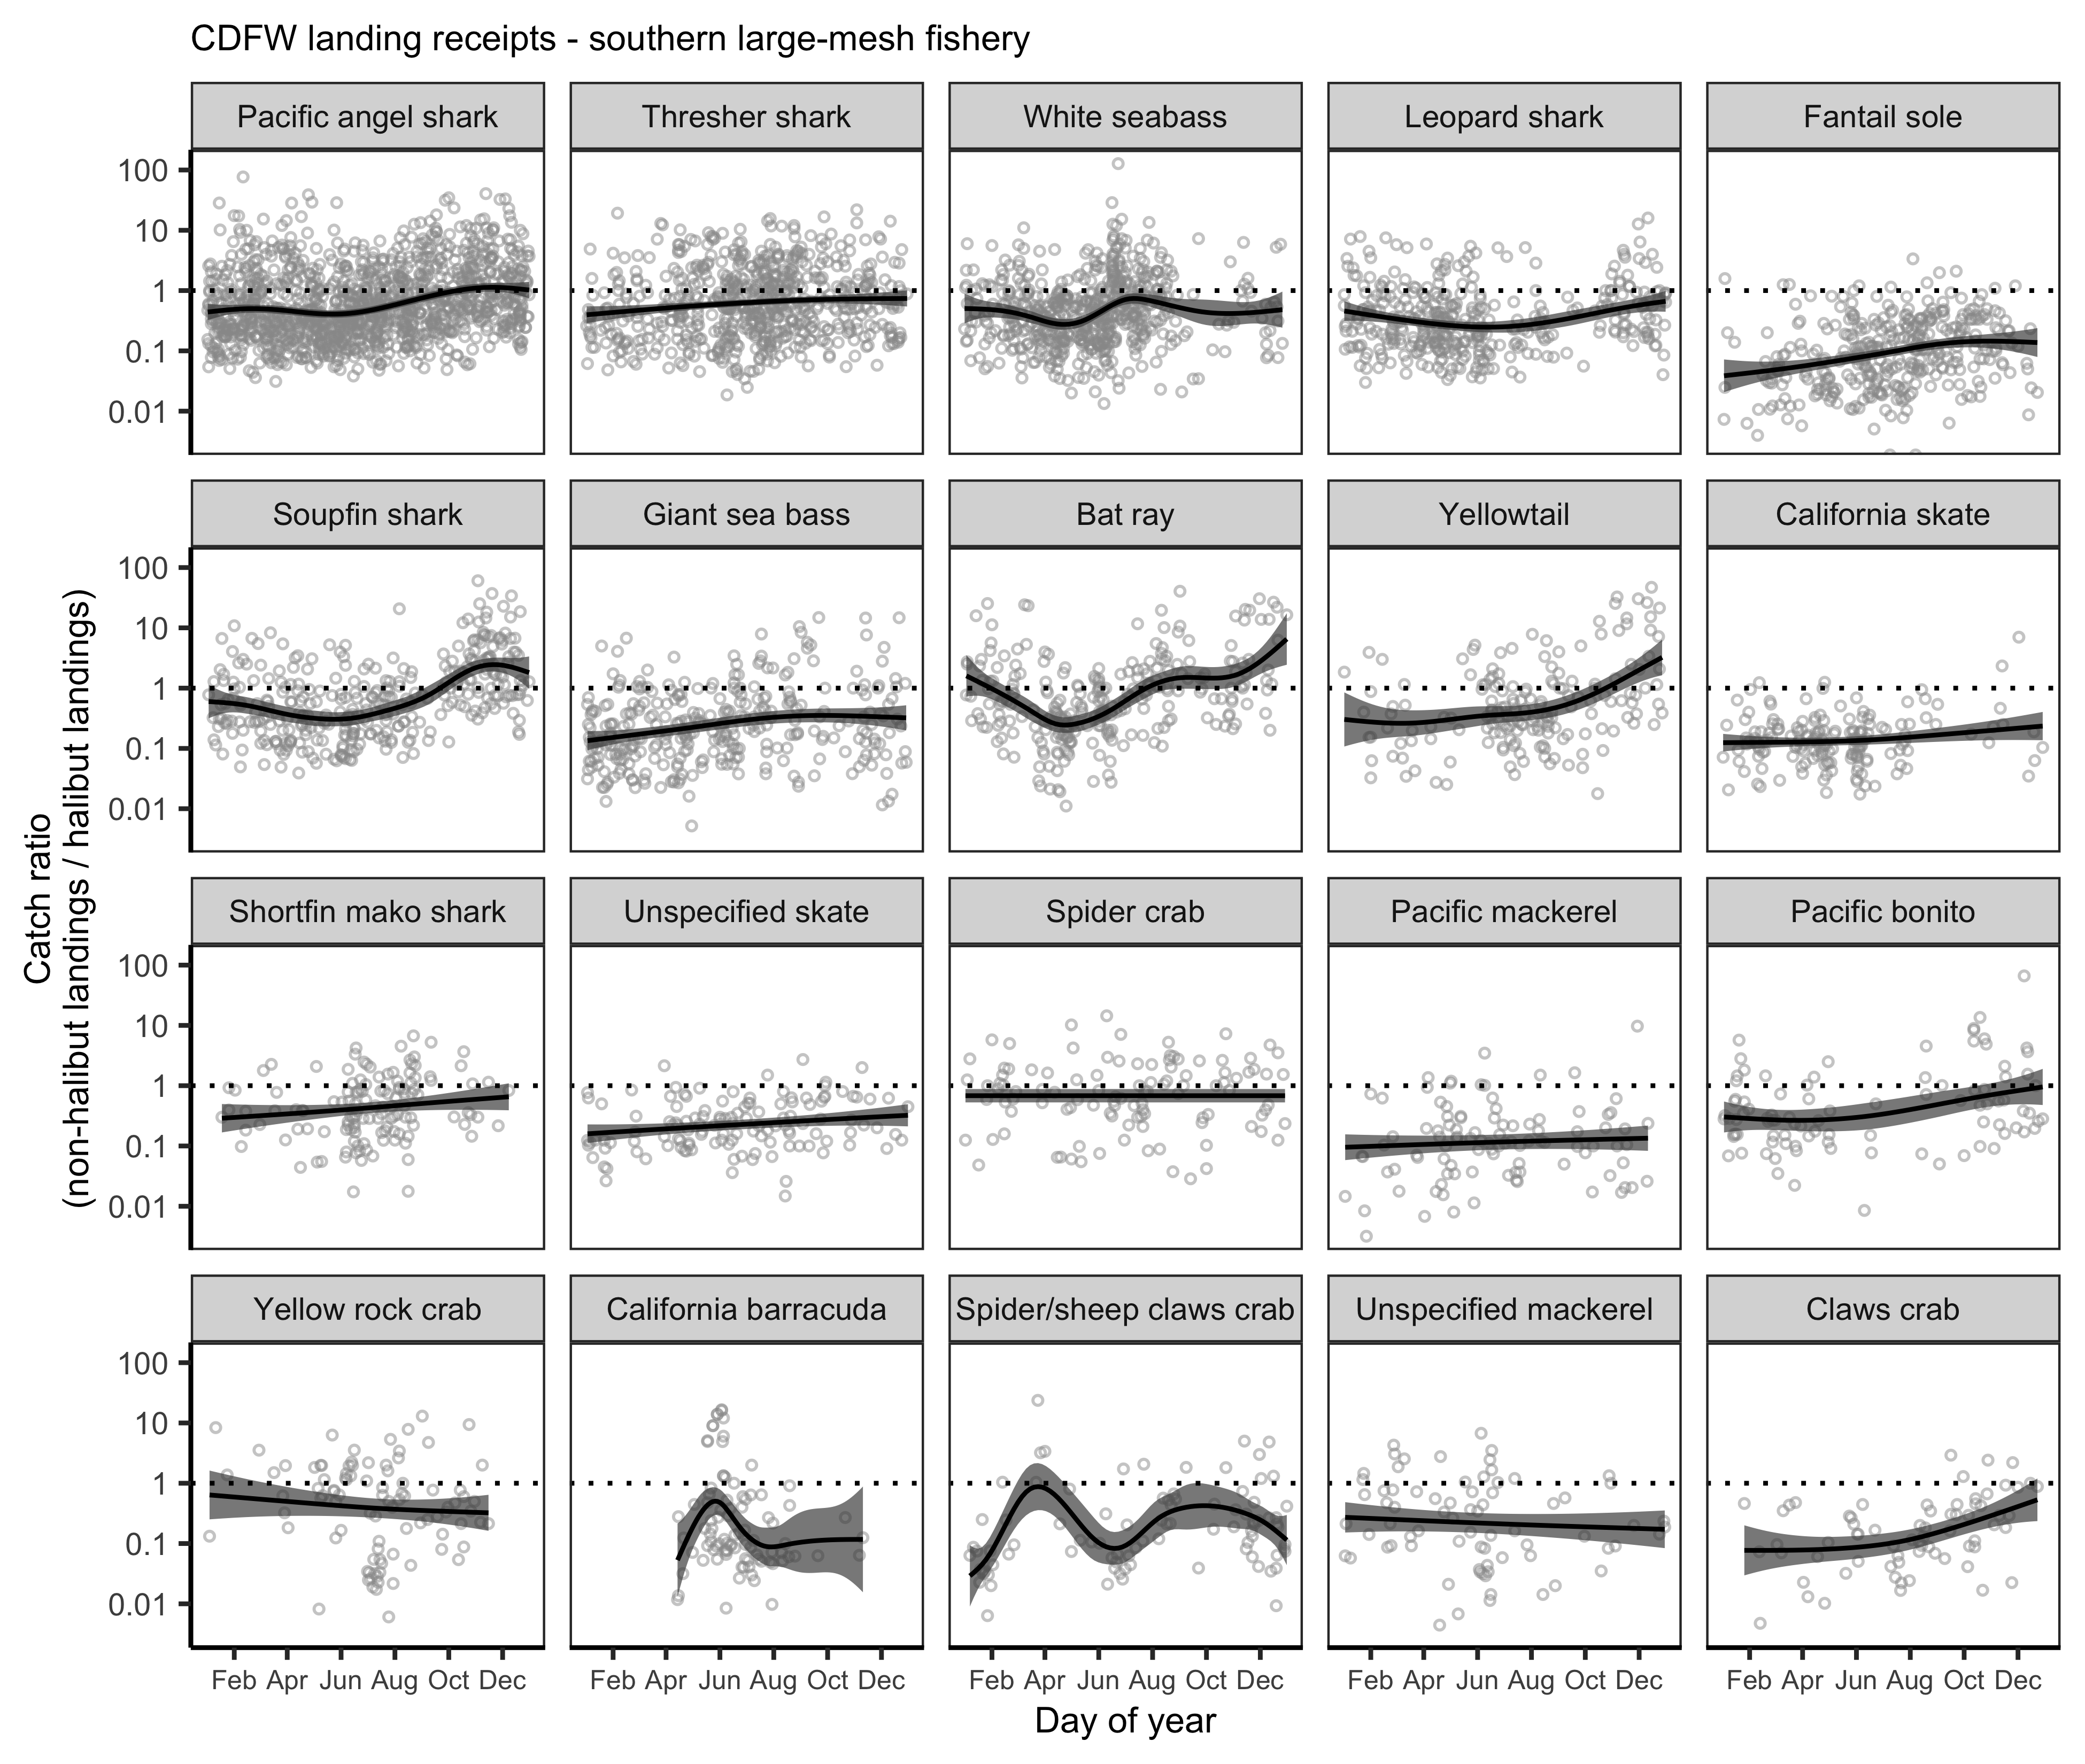 CDFW landing receipts - southern large-mesh fishery
Pacific angel shark
Thresher shark
White seabass
Leopard shark
Fantail sole
100
10
1
0.1
0.01
Soupfin shark
Giant sea bass
Bat ray
Yellowtail
California skate
100
10
1
0.1
0.01
Catch ratio
(non-halibut landings / halibut landings)
Shortfin mako shark
Unspecified skate
Spider crab
Pacific mackerel
Pacific bonito
100
10
1
0.1
0.01
Yellow rock crab
California barracuda
Spider/sheep claws crab
Unspecified mackerel
Claws crab
100
10
1
0.1
0.01
Feb Apr Jun Aug Oct Dec
Feb Apr Jun Aug Oct Dec
Feb Apr Jun Aug Oct Dec
Feb Apr Jun Aug Oct Dec
Feb Apr Jun Aug Oct Dec
Day of year